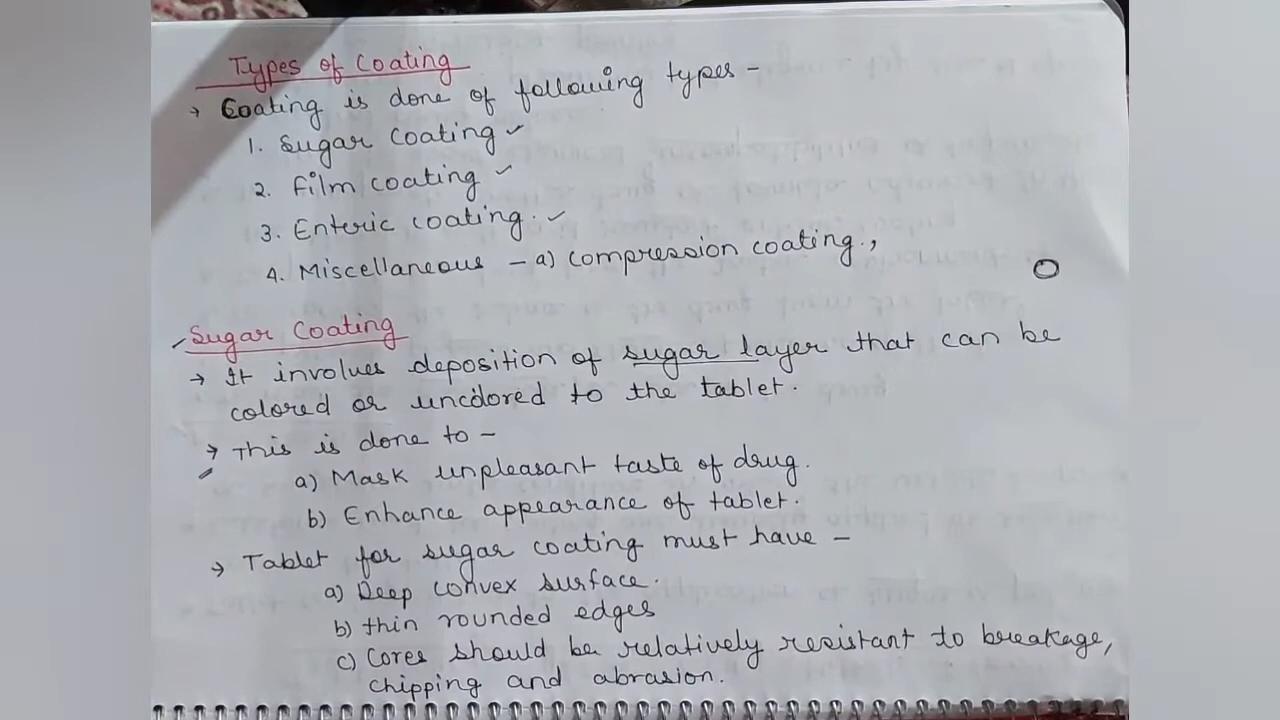 Types of Coating
→ Coating is done of following types -
1. Sugar coating ✓
2. Film coating ✓
3. Enteric coating. ✓
4. Miscellaneous - a) compression coating.,
Sugar Coating
→ It involves deposition of sugar layer that can be
colored or uncolored to the tablet.
→ This is done to -
a) Mask unpleasant taste of drug.
b) Enhance appearance of tablet.
→ Tablet for sugar coating must have -
a) Deep convex surface.
b) thin rounded edges
c) Cores should be relatively resistant to breakage,
chipping and abrasion.